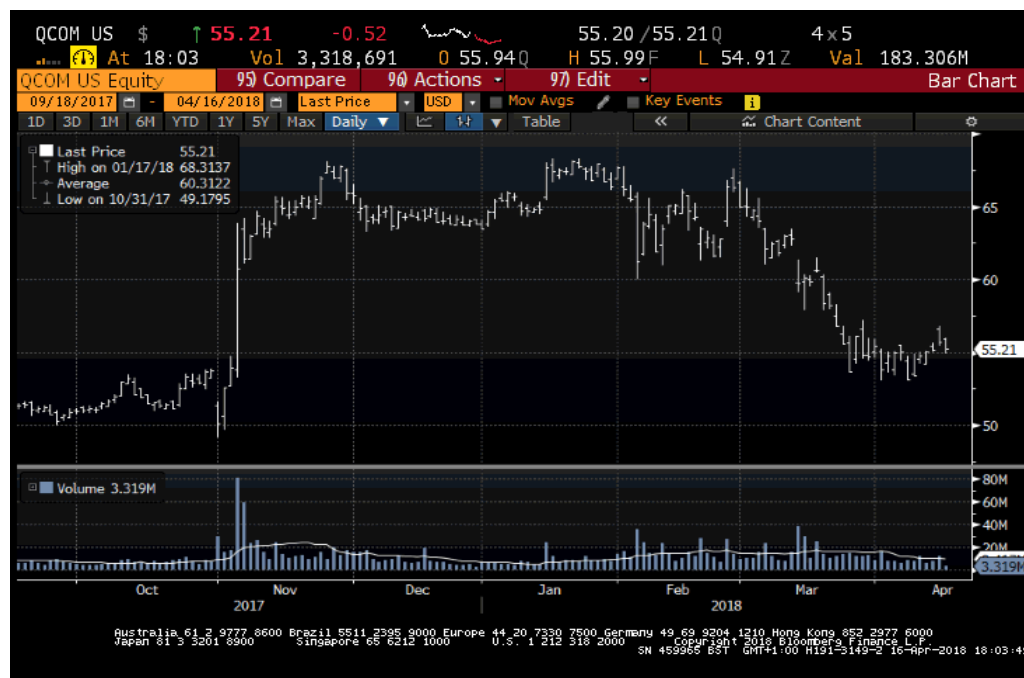 QCOM US $ ↑ 55.21 -0.52 55.20 /55.21Q 4×5
At 18:03 Vol 3,318,691 O 55.94Q H 55.99F L 54.91Z Val 183.306M
QCOM US Equity 95) Compare 96) Actions 97) Edit Bar Chart
09/18/2017 - 04/16/2018 Last Price USD Mov Avgs Key Events i
1D 3D 1M 6M YTD 1Y 5Y Max Daily ▼ ▼ Table « Chart Content
Last Price 55.21
High on 01/17/18 68.3137
Average 60.3122
Low on 10/31/17 49.1795
65
60
55.21
50
Volume 3.319M
80M
60M
40M
20M
3.319M
Oct Nov Dec Jan Feb Mar Apr
2017 2018
Australia 61 2 9777 8600 Brazil 5511 2395 9000 Europe 44 20 7330 7500 Germany 49 69 9204 1210 Hong Kong 852 2977 6000
Japan 81 3 3201 8900 Singapore 65 6212 1000 U.S. 1 212 318 2000 Copyright 2018 Bloomberg Finance L.P.
SN 459965 BST GMT+1:00 H191-3149-2 16-Apr-2018 18:03:49